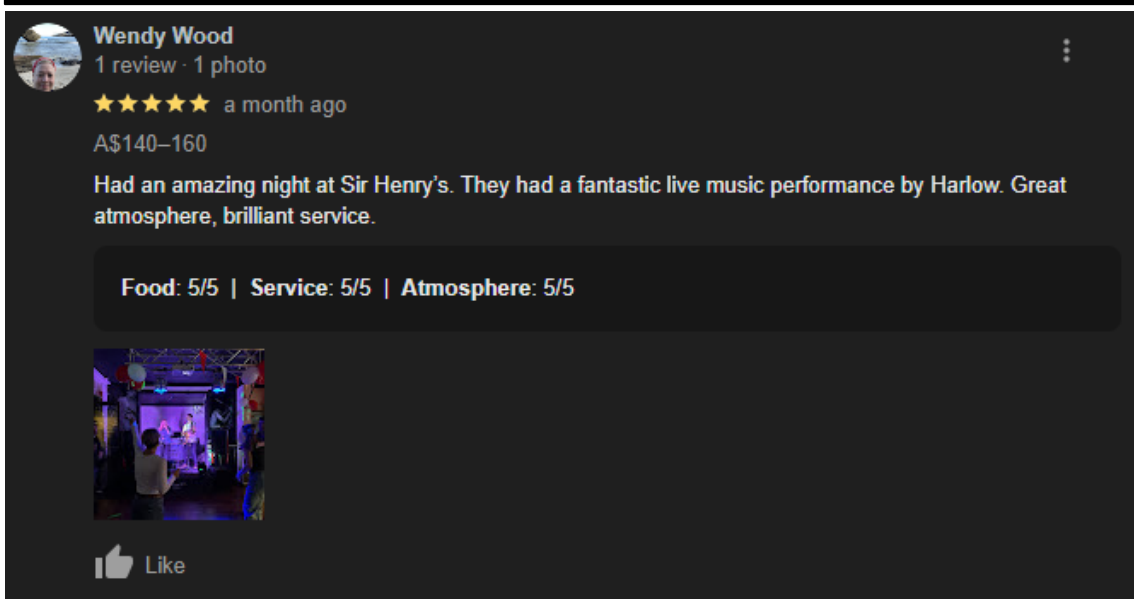 Wendy Wood
1 review · 1 photo
a month ago
A$140–160
Had an amazing night at Sir Henry’s. They had a fantastic live music performance by Harlow. Great
atmosphere, brilliant service.
Food: 5/5 | Service: 5/5 | Atmosphere: 5/5
Like